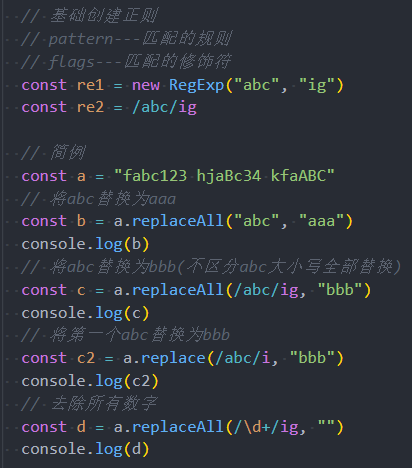 // 基础创建正则
// pattern---匹配的规则
// flags---匹配的修饰符
const re1 = new RegExp("abc", "ig")
const re2 = /abc/ig
// 简例
const a = "fabc123 hjaBc34 kfaABC"
// 将abc替换为aaa
const b = a.replaceAll("abc", "aaa")
console.log(b)
// 将abc替换为bbb(不区分abc大小写全部替换)
const c = a.replaceAll(/abc/ig, "bbb")
console.log(c)
// 将第一个abc替换为bbb
const c2 = a.replace(/abc/i, "bbb")
console.log(c2)
// 去除所有数字
const d = a.replaceAll(/\d+/ig, "")
console.log(d)